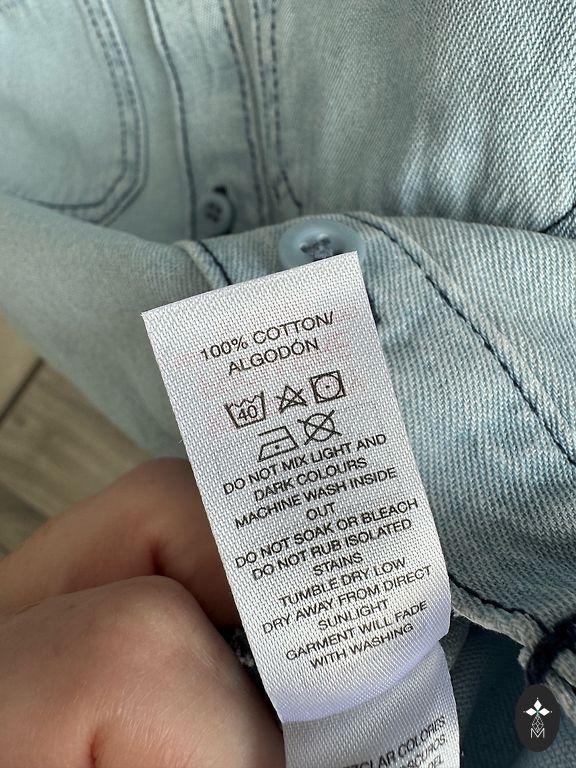 100% COTTON/
ALGODÓN
40
DO NOT MIX LIGHT AND
DARK COLOURS
MACHINE WASH INSIDE
OUT
DO NOT SOAK OR BLEACH
DO NOT RUB ISOLATED
STAINS
TUMBLE DRY LOW
DRY AWAY FROM DIRECT
SUNLIGHT
GARMENT WILL FADE
WITH WASHING
COLORES
M